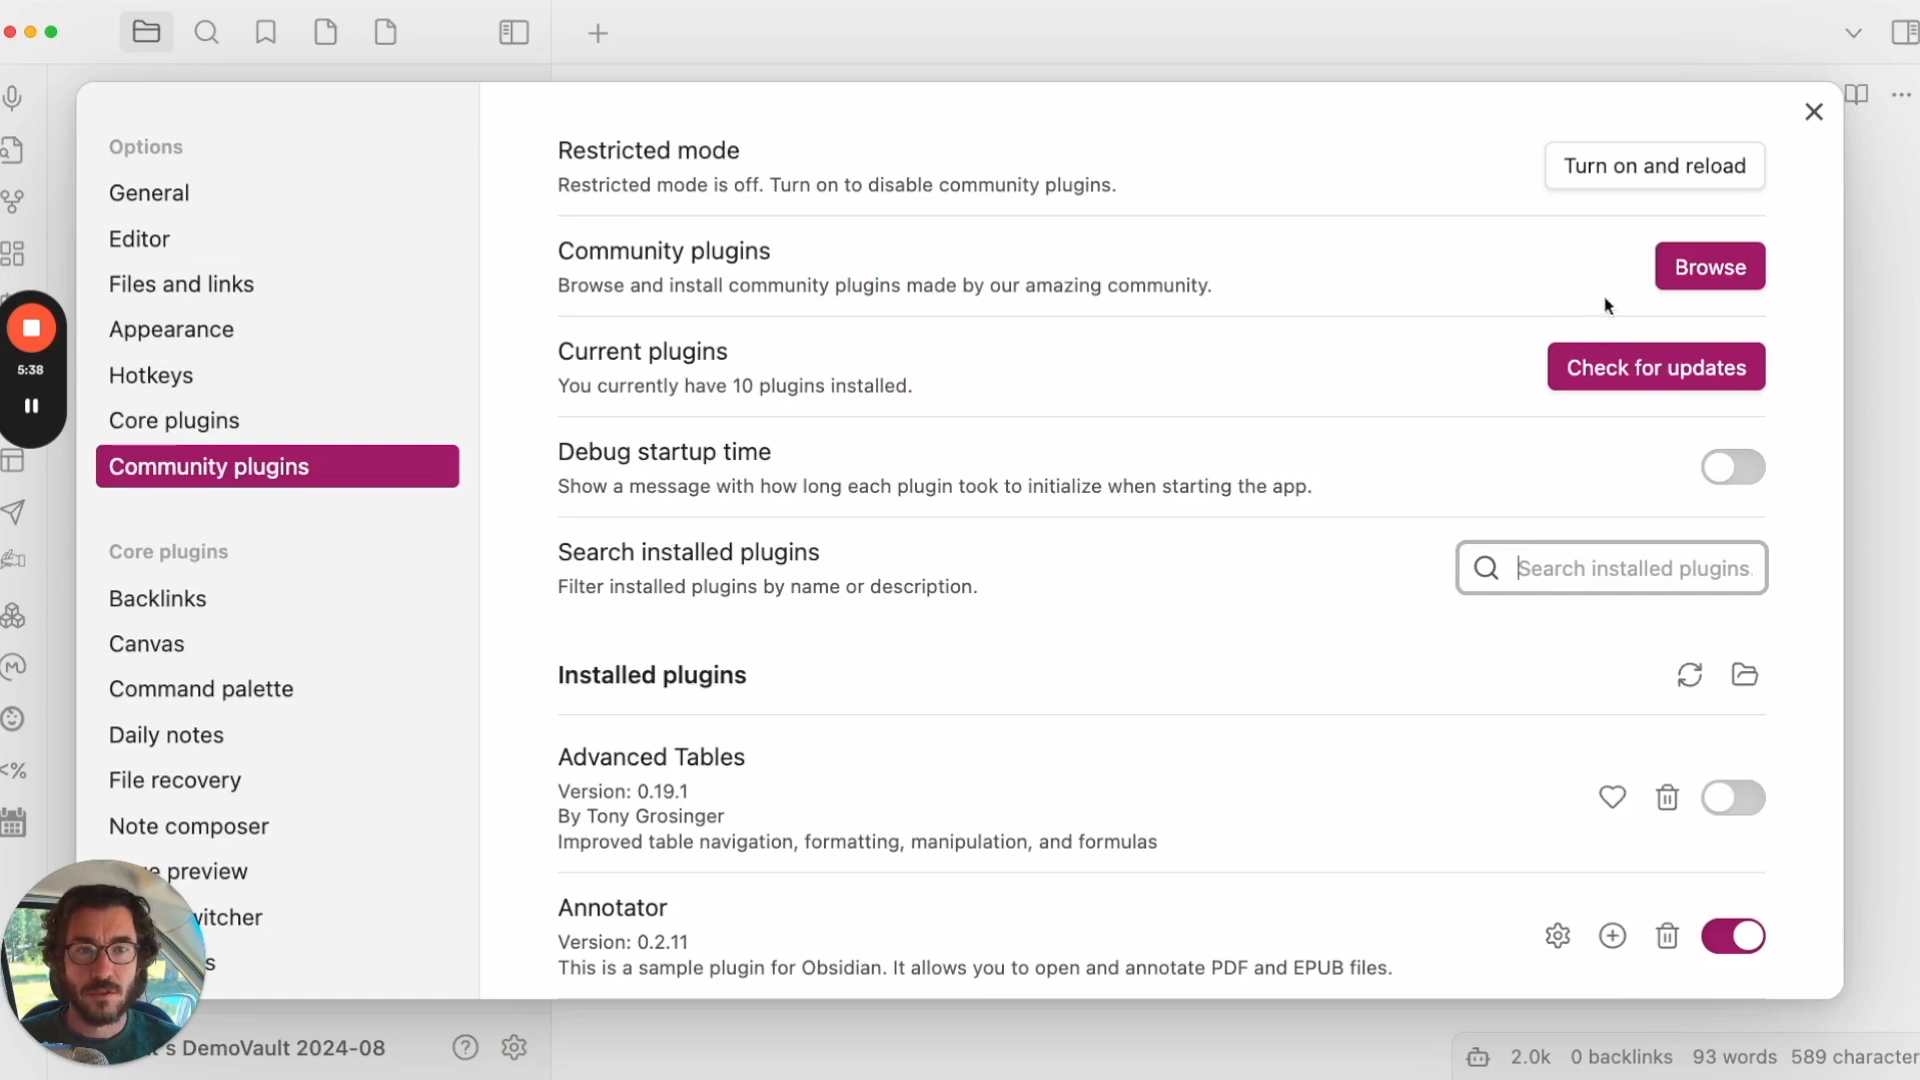 Options
General
Editor
Files and links
Appearance
Hotkeys
Core plugins
Community plugins
Core plugins
Backlinks
Canvas
Command palette
Daily notes
File recovery
Note composer
preview
5:38
<%
's DemoVault 2024-08
Restricted mode
Restricted mode is off. Turn on to disable community plugins.
Turn on and reload
Community plugins
Browse and install community plugins made by our amazing community.
Browse
Current plugins
You currently have 10 plugins installed.
Check for updates
Debug startup time
Show a message with how long each plugin took to initialize when starting the app.
Search installed plugins
Filter installed plugins by name or description.
Search installed plugins.
Installed plugins
Advanced Tables
Version: 0.19.1
By Tony Grosinger
Improved table navigation, formatting, manipulation, and formulas
Annotator
Version: 0.2.11
This is a sample plugin for Obsidian. It allows you to open and annotate PDF and EPUB files.
2.0k 0 backlinks 93 words 589 character